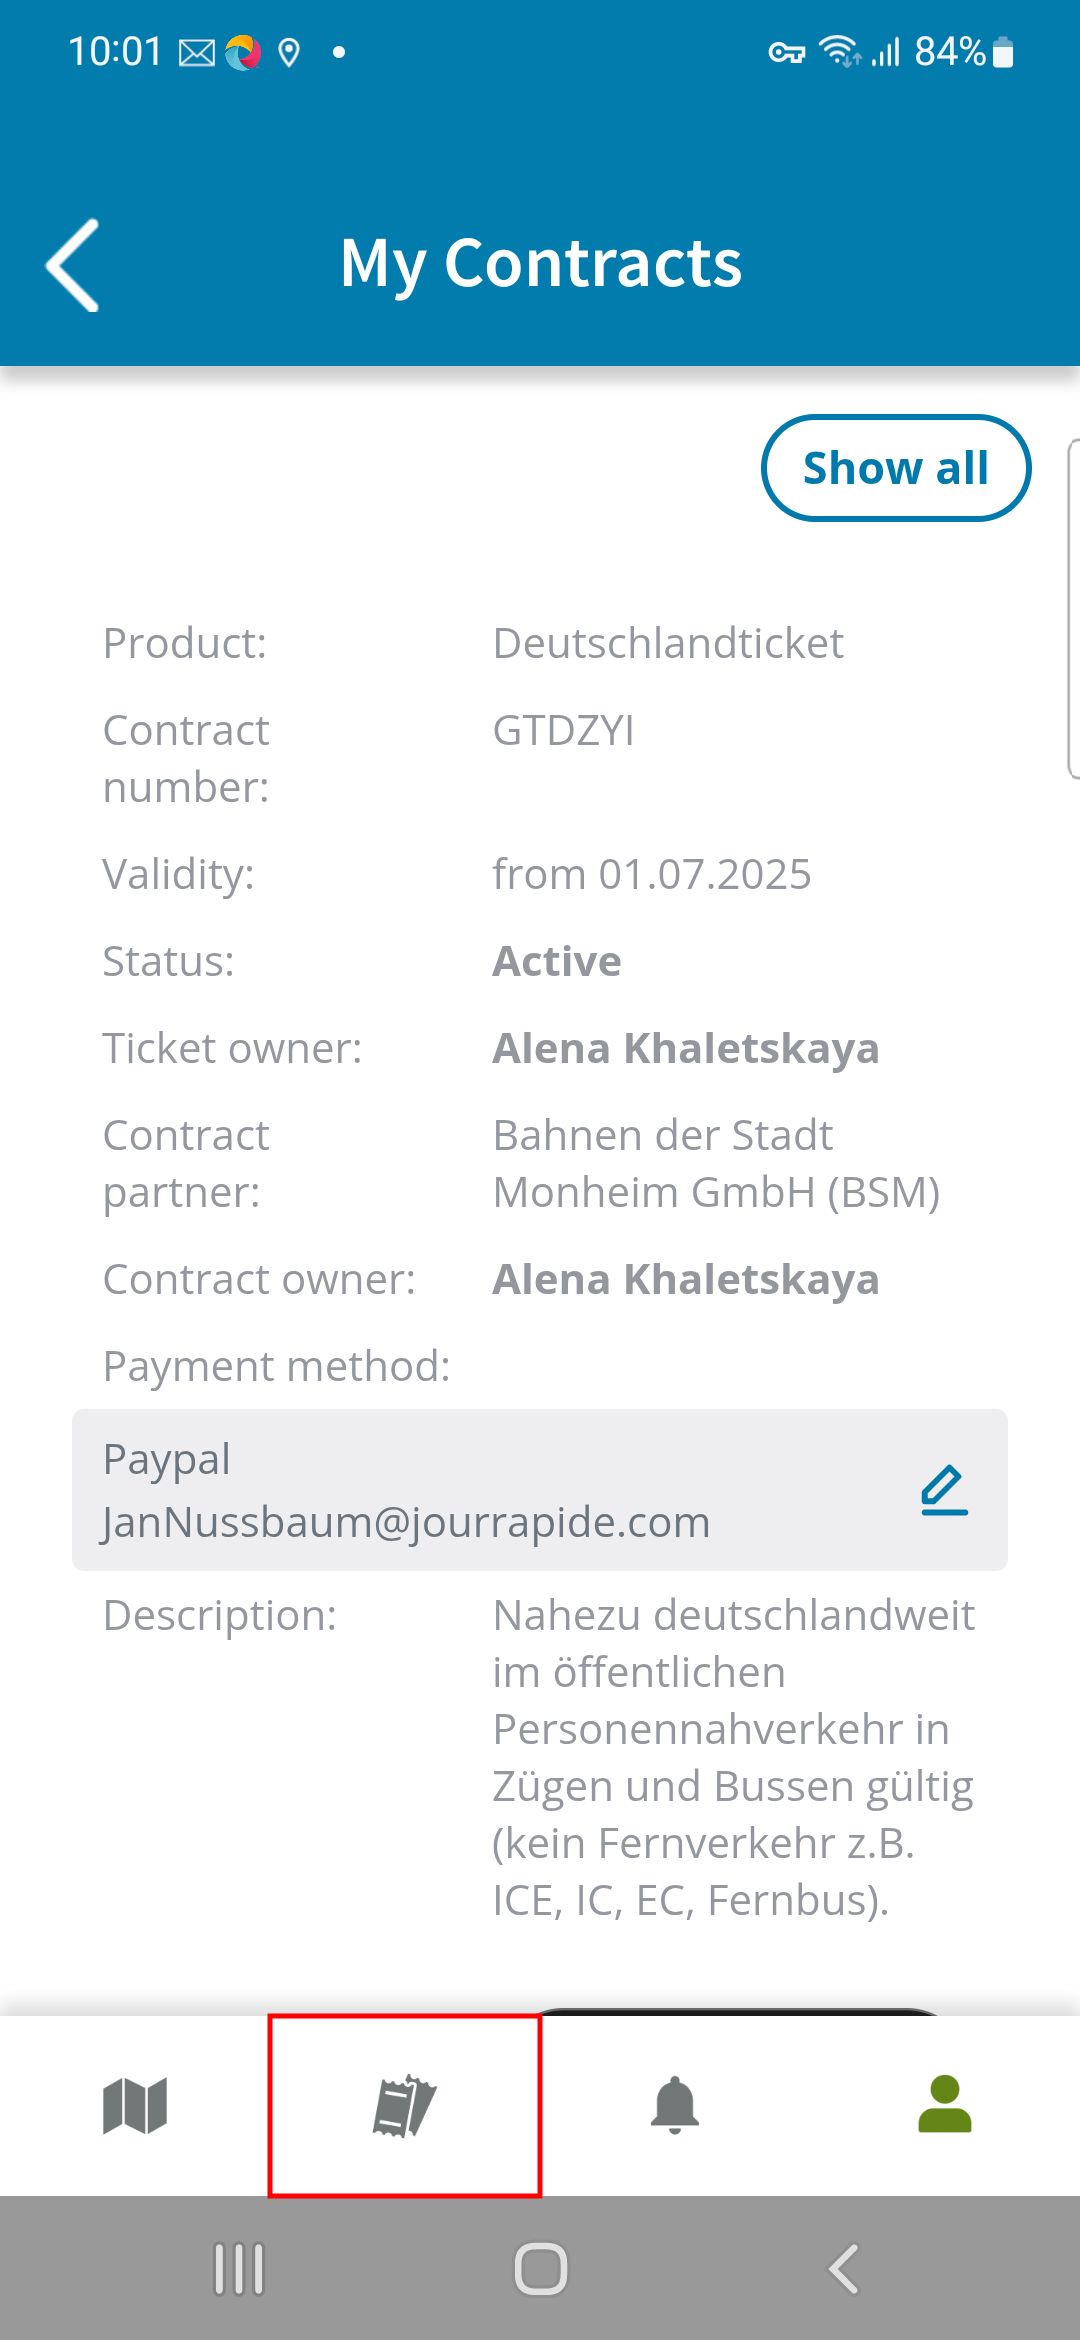 10:01
84%
My Contracts
Show all
Product: Deutschlandticket
Contract number: GTDZYI
Validity: from 01.07.2025
Status: Active
Ticket owner: Alena Khaletskaya
Contract partner: Bahnen der Stadt
Monheim GmbH (BSM)
Contract owner: Alena Khaletskaya
Payment method:
Paypal
JanNussbaum@jourrapide.com
Description: Nahezu deutschlandweit
im öffentlichen
Personennahverkehr in
Zügen und Bussen gültig
(kein Fernverkehr z.B.
ICE, IC, EC, Fernbus).